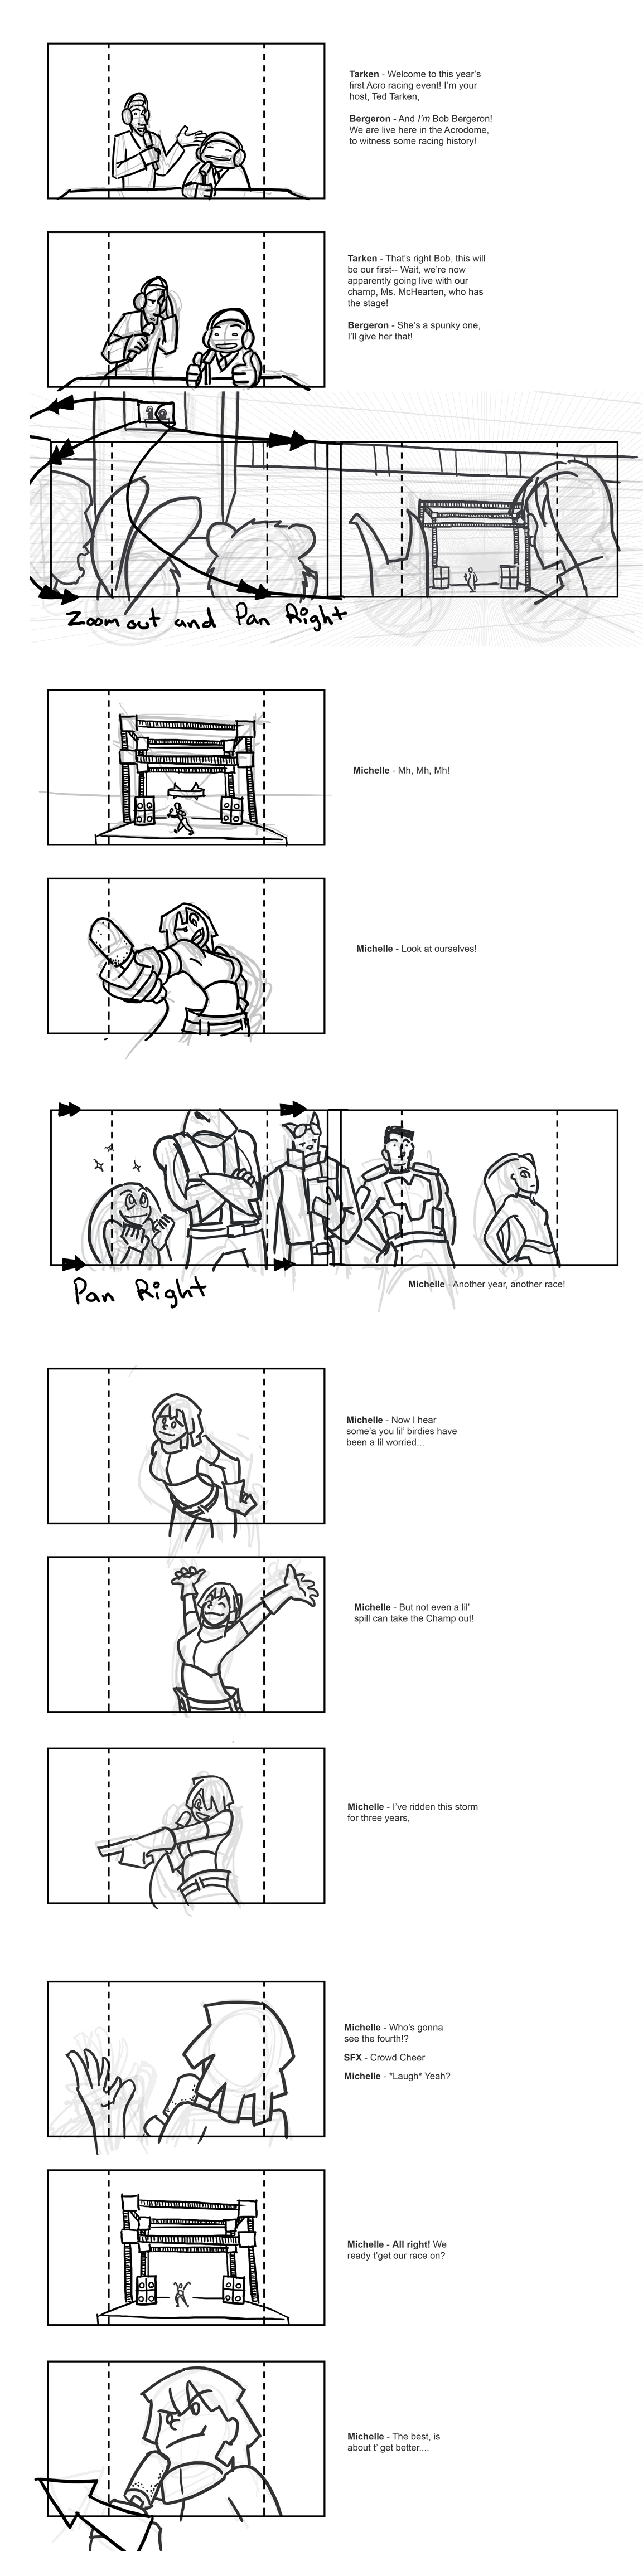 Tarken - Welcome to this year's
first Acro racing event! I'm your
host, Ted Tarken,
Bergeron - And I'm Bob Bergeron!
We are live here in the Acrodome,
to witness some racing history!
Tarken - That's right Bob, this will
be our first-- Wait, we're now
apparently going live with our
champ, Ms. McHearten, who has
the stage!
Bergeron - She's a spunky one,
I'll give her that!
Zoom out and Pan Right
Michelle - Mh, Mh, Mh!
Michelle - Look at ourselves!
Pan Right
Michelle - Another year, another race!
Michelle - Now I hear
some'a you lil' birdies have
been a lil worried...
Michelle - But not even a lil'
spill can take the Champ out!
Michelle - I've ridden this storm
for three years,
Michelle - Who's gonna
see the fourth!?
SFX - Crowd Cheer
Michelle - *Laugh* Yeah?
Michelle - All right! We
ready t'get our race on?
Michelle - The best, is
about t' get better....